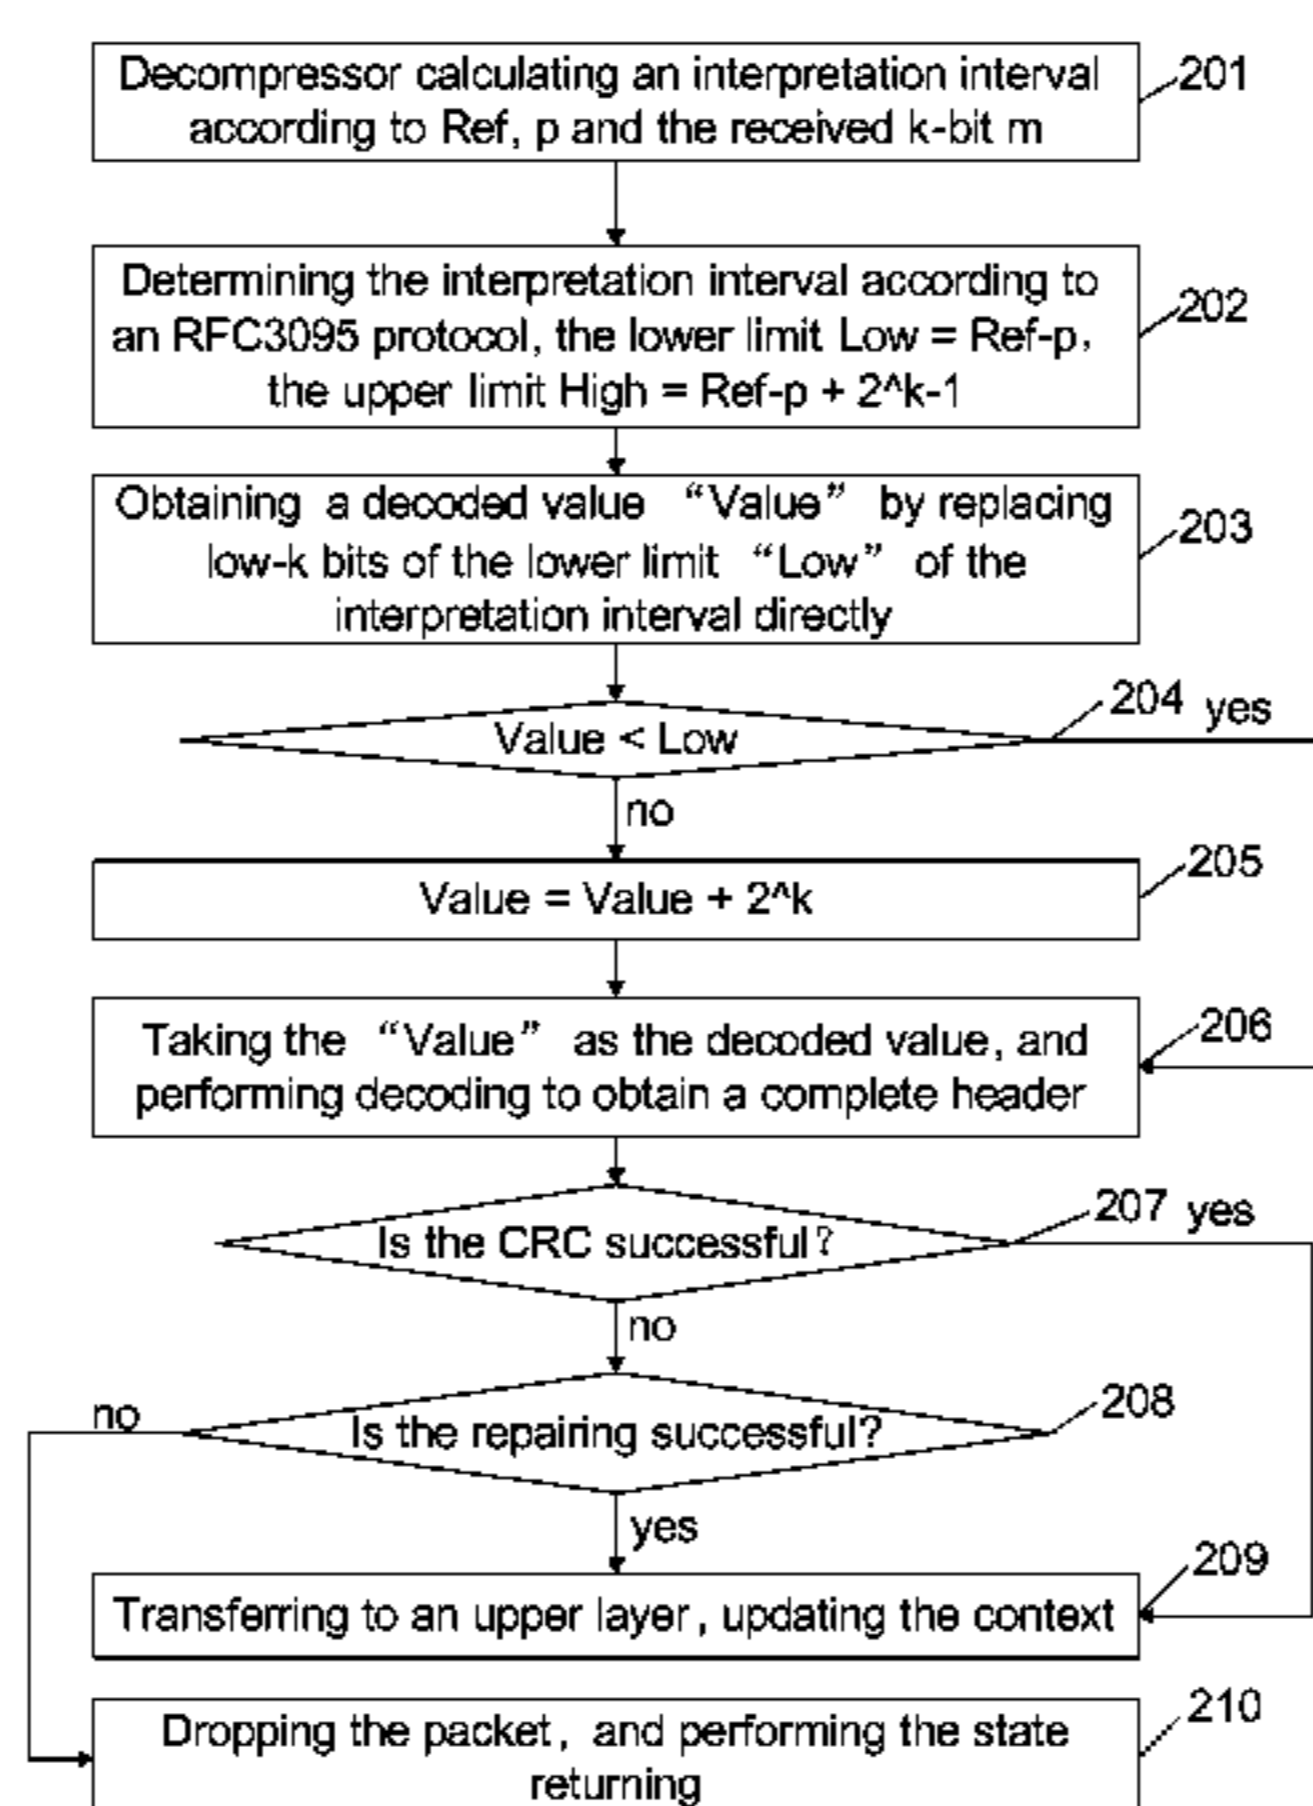 Decompressor calculating an interpretation interval
according to Ref, p and the received k-bit m
201
Determining the interpretation interval according to
an RFC3095 protocol, the lower limit Low = Ref-p,
the upper limit High = Ref-p + 2^k-1
202
Obtaining a decoded value “Value” by replacing
low-k bits of the lower limit “Low” of the
interpretation interval directly
203
Value < Low
204 yes
no
Value = Value + 2^k
205
Taking the “Value” as the decoded value, and
performing decoding to obtain a complete header
206
Is the CRC successful?
207 yes
no
Is the repairing successful?
208
no
yes
Transferring to an upper layer, updating the context
209
Dropping the packet, and performing the state
returning
210